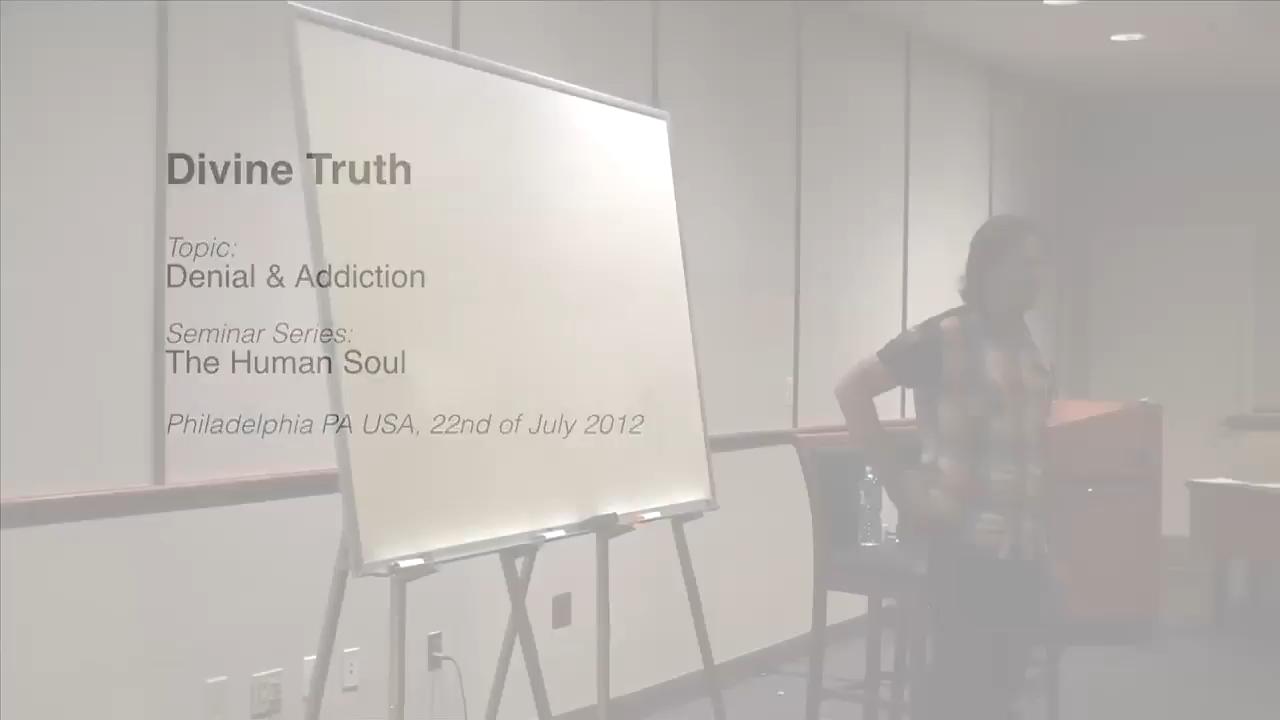 Divine Truth
Topic:
Denial & Addiction
Seminar Series:
The Human Soul
Philadelphia PA USA, 22nd of July 2012